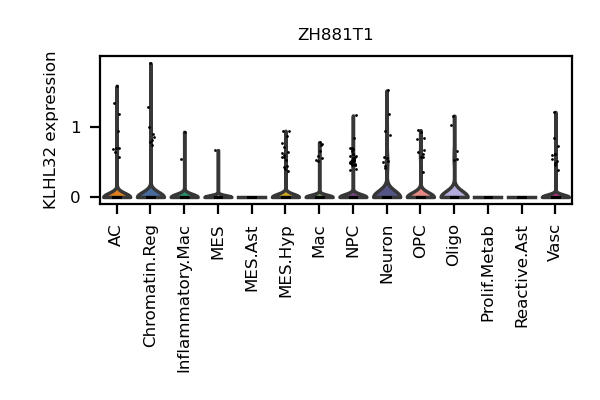 ZH881T1
KLHL32 expression
1
0
AC
Chromatin.Reg
Inflammatory.Mac
MES
MES.Ast
MES.Hyp
Mac
NPC
Neuron
OPC
Oligo
Prolif.Metab
Reactive.Ast
Vasc